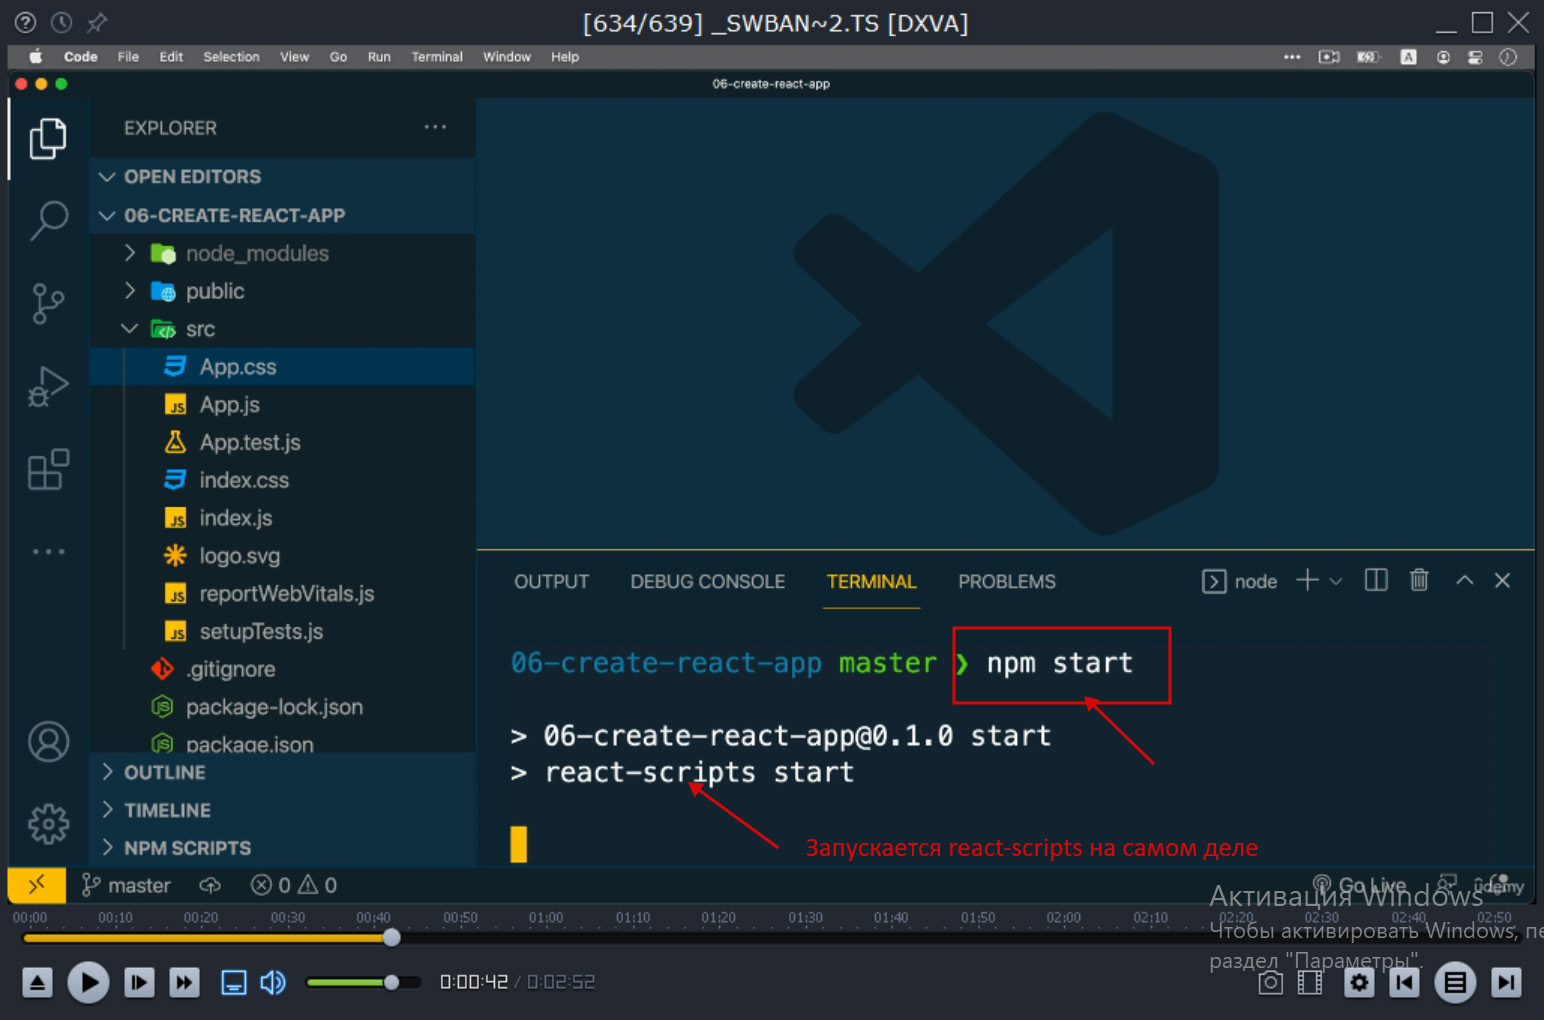 [634/639] _SWBAN~2.TS [DXVA]
Code File Edit Selection View Go Run Terminal Window Help
A
06-create-react-app
EXPLORER
OPEN EDITORS
06-CREATE-REACT-APP
node_modules
public
src
App.css
App.js
App.test.js
index.css
index.js
logo.svg
reportWebVitals.js
setupTests.js
.gitignore
package-lock.json
package.json
OUTLINE
TIMELINE
NPM SCRIPTS
OUTPUT DEBUG CONSOLE TERMINAL PROBLEMS node
06-create-react-app master ❯ npm start
> 06-create-react-app@0.1.0 start
> react-scripts start
Запускается react-scripts на самом деле
master 0 0 Go Live
udemy
Активация Windows
Чтобы активировать Windows, пе
раздел "Параметры".
00:00 00:10 00:20 00:30 00:40 00:50 01:00 01:10 01:20 01:30 01:40 01:50 02:00 02:10 02:20 02:30 02:40 02:50
0:00:42 / 0:02:52